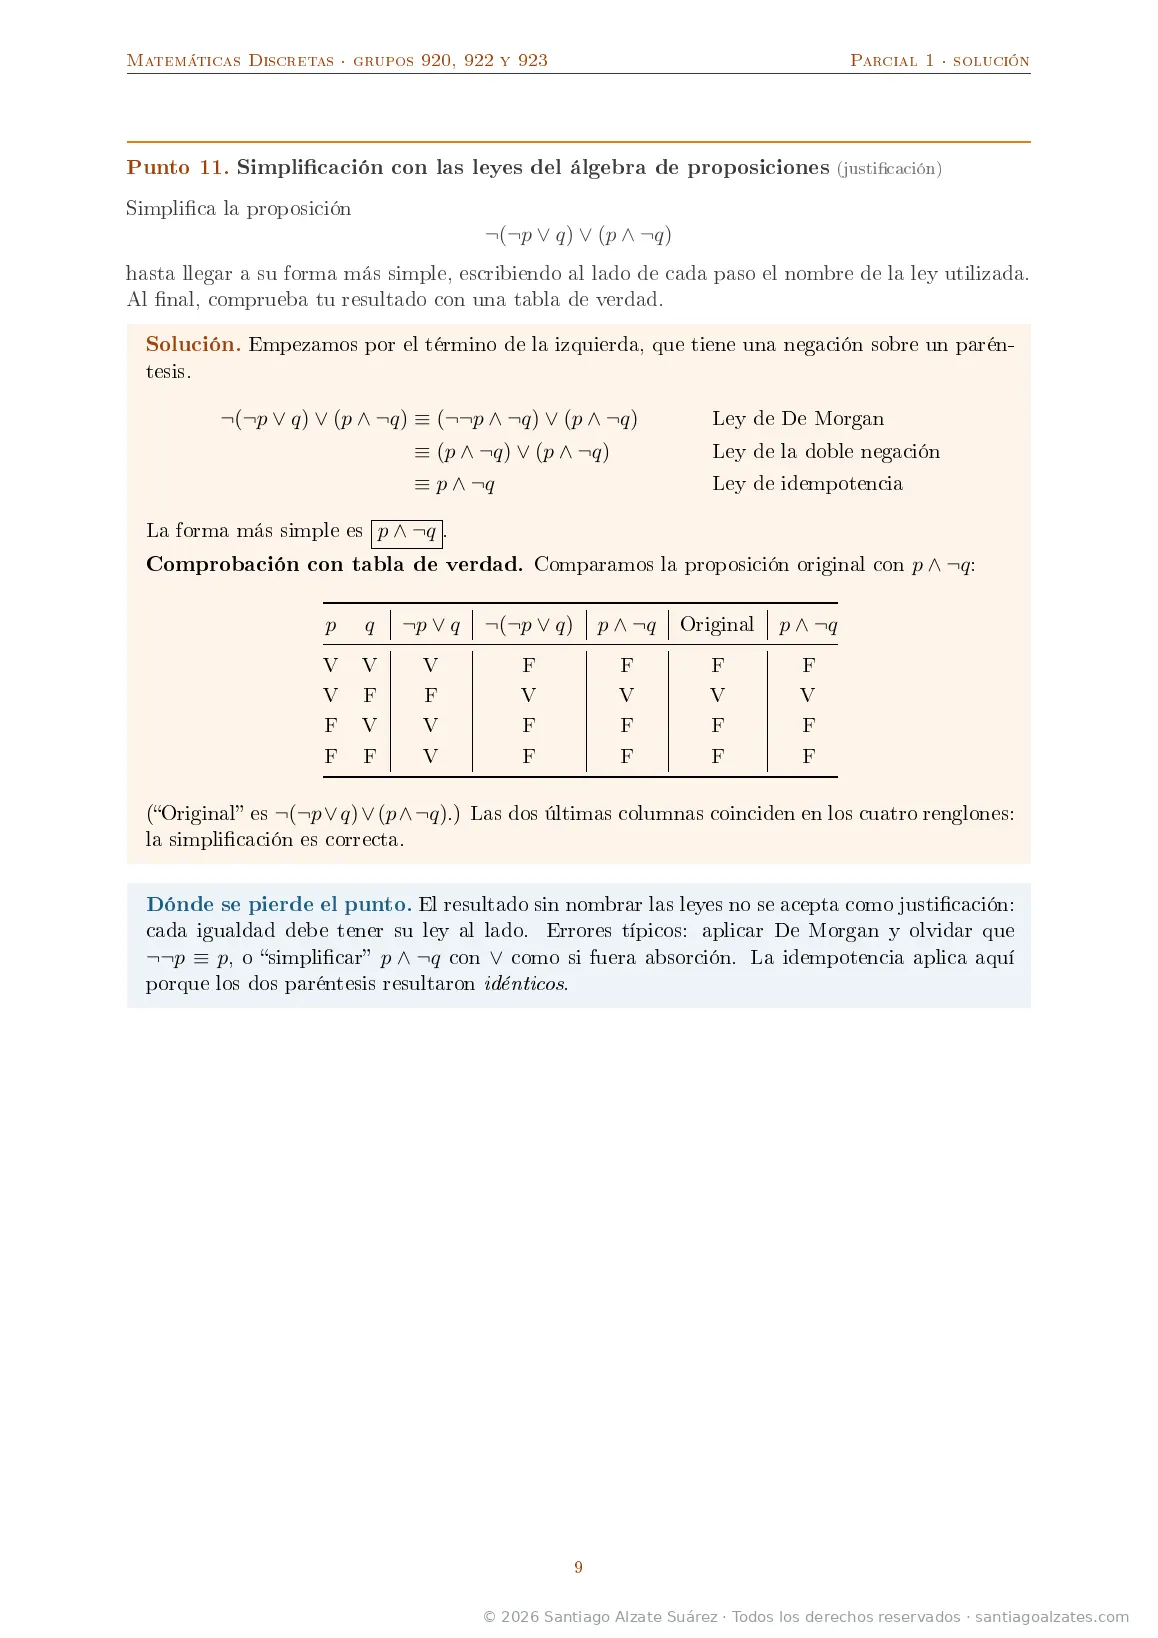 Matemáticas Discretas · grupos 920, 922 y 923
Parcial 1 · solución
Punto 11. Simplificación con las leyes del álgebra de proposiciones (justificación)
Simplifica la proposición
¬(¬p ∨ q) ∨ (p ∧ ¬q)
hasta llegar a su forma más simple, escribiendo al lado de cada paso el nombre de la ley utilizada.
Al final, comprueba tu resultado con una tabla de verdad.
Solución. Empezamos por el término de la izquierda, que tiene una negación sobre un parén-
tesis.
¬(¬p ∨ q) ∨ (p ∧ ¬q) ≡ (¬¬p ∧ ¬q) ∨ (p ∧ ¬q) Ley de De Morgan
≡ (p ∧ ¬q) ∨ (p ∧ ¬q) Ley de la doble negación
≡ p ∧ ¬q Ley de idempotencia
La forma más simple es p ∧ ¬q.
Comprobación con tabla de verdad. Comparamos la proposición original con p ∧ ¬q:
p q ¬p ∨ q ¬(¬p ∨ q) p ∧ ¬q Original p ∧ ¬q
V V V F F F F
V F F V V V V
F V V F F F F
F F V F F F F
(“Original” es ¬(¬p∨q)∨(p∧¬q).) Las dos últimas columnas coinciden en los cuatro renglones:
la simplificación es correcta.
Dónde se pierde el punto. El resultado sin nombrar las leyes no se acepta como justificación:
cada igualdad debe tener su ley al lado. Errores típicos: aplicar De Morgan y olvidar que
¬¬p ≡ p, o “simplificar” p ∧ ¬q con ∨ como si fuera absorción. La idempotencia aplica aquí
porque los dos paréntesis resultaron idénticos.
9
© 2026 Santiago Alzate Suárez · Todos los derechos reservados · santiagoalzates.com